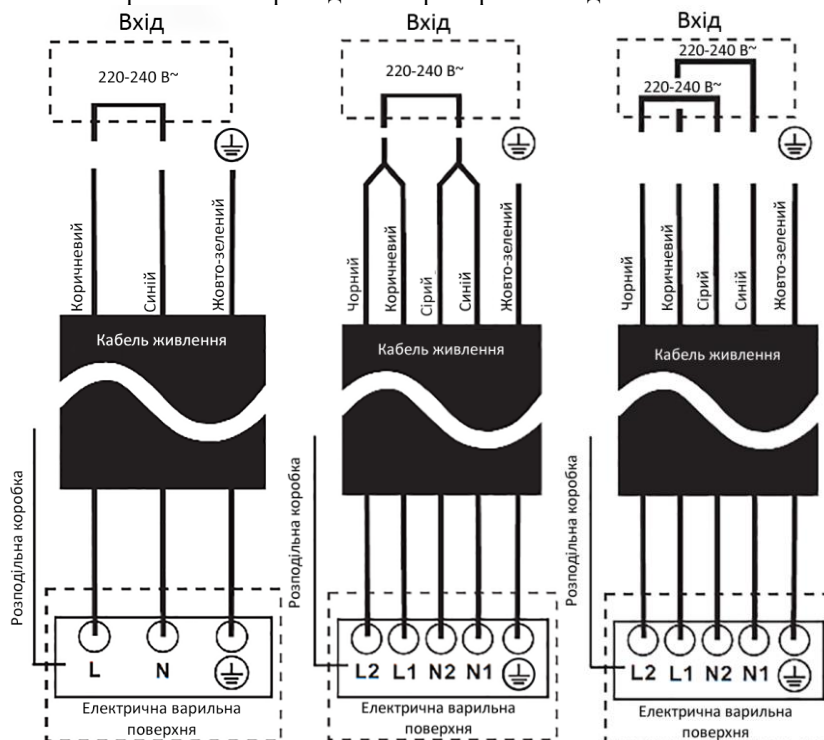 Вхід
220-240 В~
Коричневий
Синій
Жовто-зелений
Кабель живлення
Розподільна коробка
L N
Електрична варильна
поверхня
Вхід
220-240 В~
Чорний
Коричневий
Сірий
Синій
Жовто-зелений
Кабель живлення
Розподільна коробка
L2 L1 N2 N1
Електрична варильна
поверхня
Вхід
220-240 В~
220-240 В~
Чорний
Коричневий
Сірий
Синій
Жовто-зелений
Кабель живлення
Розподільна коробка
L2 L1 N2 N1
Електрична варильна
поверхня